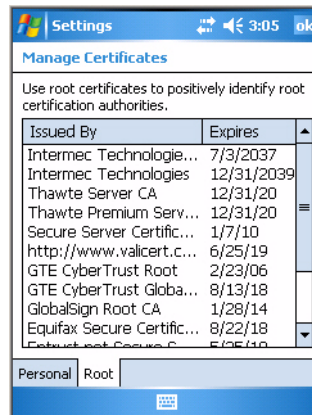 Settings 3:05 ok
Manage Certificates
Use root certificates to positively identify root
certification authorities.
Issued By Expires
Intermec Technologie... 7/3/2037
Intermec Technologies 12/31/2039
Thawte Server CA 12/31/20
Thawte Premium Serv... 12/31/20
Secure Server Certific... 1/7/10
http://www.valicert.c... 6/25/19
GTE CyberTrust Root 2/23/06
GTE CyberTrust Globa... 8/13/18
GlobalSign Root CA 1/28/14
Equifax Secure Certific... 8/22/18
Personal Root